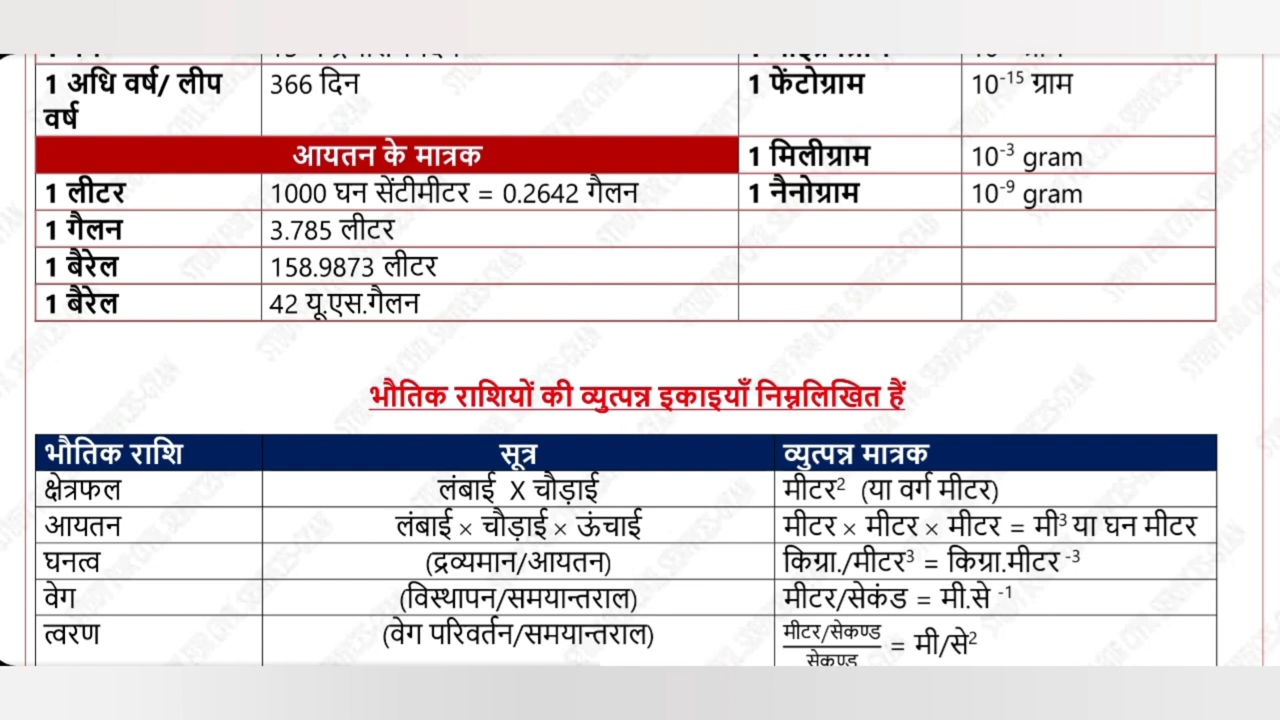 1 अधि वर्ष/ लीप वर्ष 366 दिन 1 फेंटोग्राम 10-15 ग्राम
आयतन के मात्रक 1 मिलीग्राम 10-3 gram
1 लीटर 1000 घन सेंटीमीटर = 0.2642 गैलन 1 नैनोग्राम 10-9 gram
1 गैलन 3.785 लीटर
1 बैरेल 158.9873 लीटर
1 बैरेल 42 यू.एस.गैलन
भौतिक राशियों की व्युत्पन्न इकाइयाँ निम्नलिखित हैं
भौतिक राशि सूत्र व्युत्पन्न मात्रक
क्षेत्रफल लंबाई X चौड़ाई मीटर² (या वर्ग मीटर)
आयतन लंबाई × चौड़ाई × ऊंचाई मीटर × मीटर × मीटर = मी³ या घन मीटर
घनत्व (द्रव्यमान/आयतन) किग्रा./मीटर³ = किग्रा.मीटर -3
वेग (विस्थापन/समयान्तराल) मीटर/सेकंड = मी.से -1
त्वरण (वेग परिवर्तन/समयान्तराल) मीटर/सेकण्ड = मी/से²
सेकण्ड